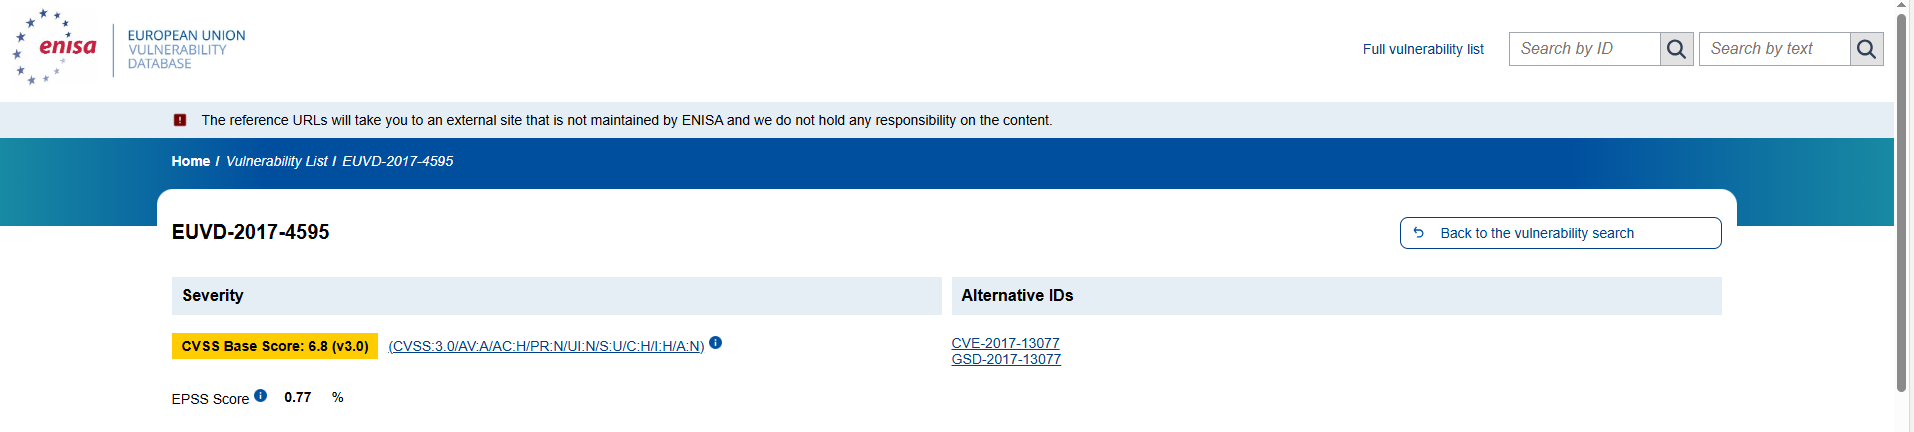 enisa
EUROPEAN UNION
VULNERABILITY
DATABASE
Full vulnerability list
Search by ID
Search by text
The reference URLs will take you to an external site that is not maintained by ENISA and we do not hold any responsibility on the content.
Home / Vulnerability List / EUVD-2017-4595
EUVD-2017-4595
Back to the vulnerability search
Severity
Alternative IDs
CVSS Base Score: 6.8 (v3.0) (CVSS:3.0/AV:A/AC:H/PR:N/UI:N/S:U/C:H/I:H/A:N)
CVE-2017-13077
GSD-2017-13077
EPSS Score 0.77 %